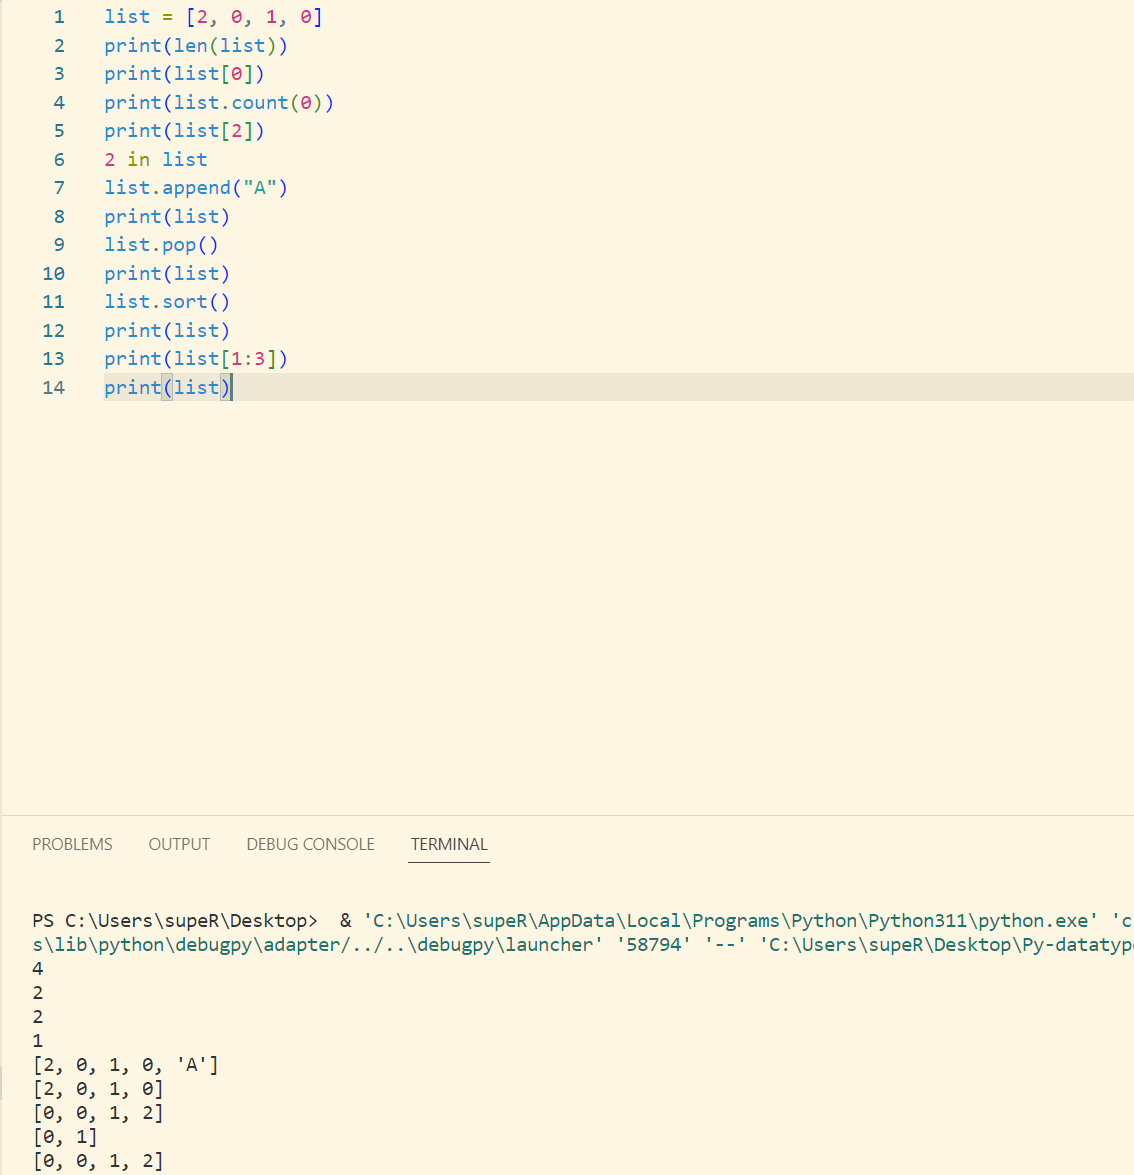 1 list = [2, 0, 1, 0]
2 print(len(list))
3 print(list[0])
4 print(list.count(0))
5 print(list[2])
6 2 in list
7 list.append("A")
8 print(list)
9 list.pop()
10 print(list)
11 list.sort()
12 print(list)
13 print(list[1:3])
14 print(list)
PROBLEMS OUTPUT DEBUG CONSOLE TERMINAL
PS C:\Users\supeR\Desktop>  & 'C:\Users\supeR\AppData\Local\Programs\Python\Python311\python.exe' 'c
s\lib\python\debugpy\adapter/../..\debugpy\launcher' '58794' '--' 'C:\Users\supeR\Desktop\Py-datatyp
4
2
2
1
[2, 0, 1, 0, 'A']
[2, 0, 1, 0]
[0, 0, 1, 2]
[0, 1]
[0, 0, 1, 2]